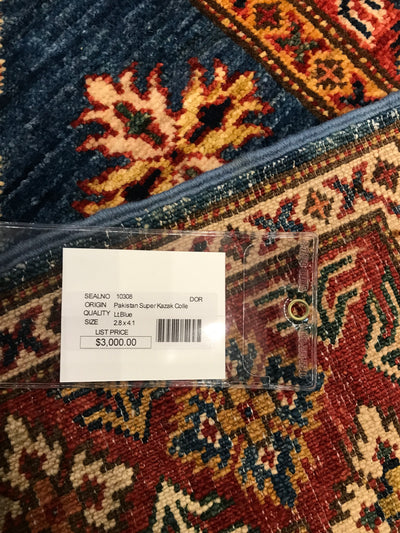 SEALNO 10308 DOR
ORIGIN Pakistan Super Kazak Colle
QUALITY Lt.Blue
SIZE 2.8 x 4.1
LIST PRICE
$3,000.00